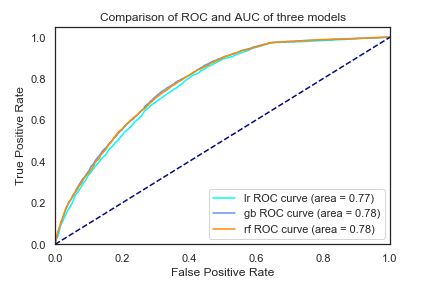 Comparison of ROC and AUC of three models
True Positive Rate
1.0
0.8
0.6
0.4
0.2
0.0
lr ROC curve (area = 0.77)
gb ROC curve (area = 0.78)
rf ROC curve (area = 0.78)
0.0 0.2 0.4 0.6 0.8 1.0
False Positive Rate